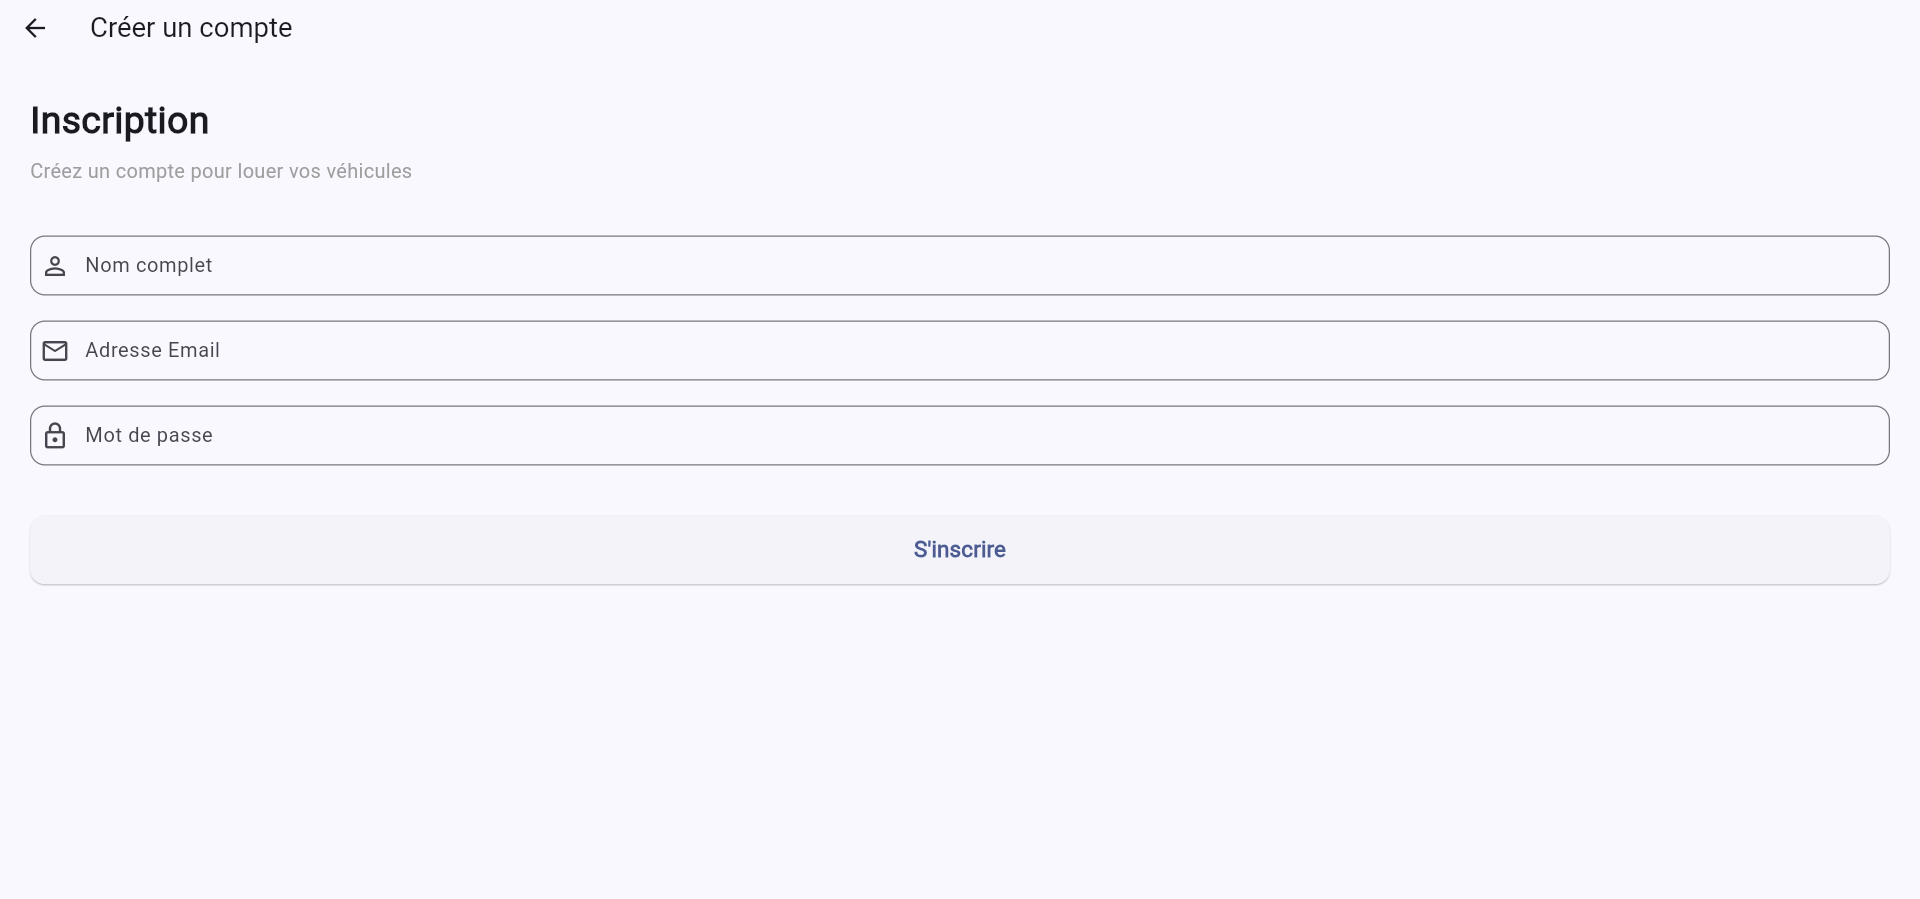 Créer un compte
Inscription
Créez un compte pour louer vos véhicules
Nom complet
Adresse Email
Mot de passe
S'inscrire